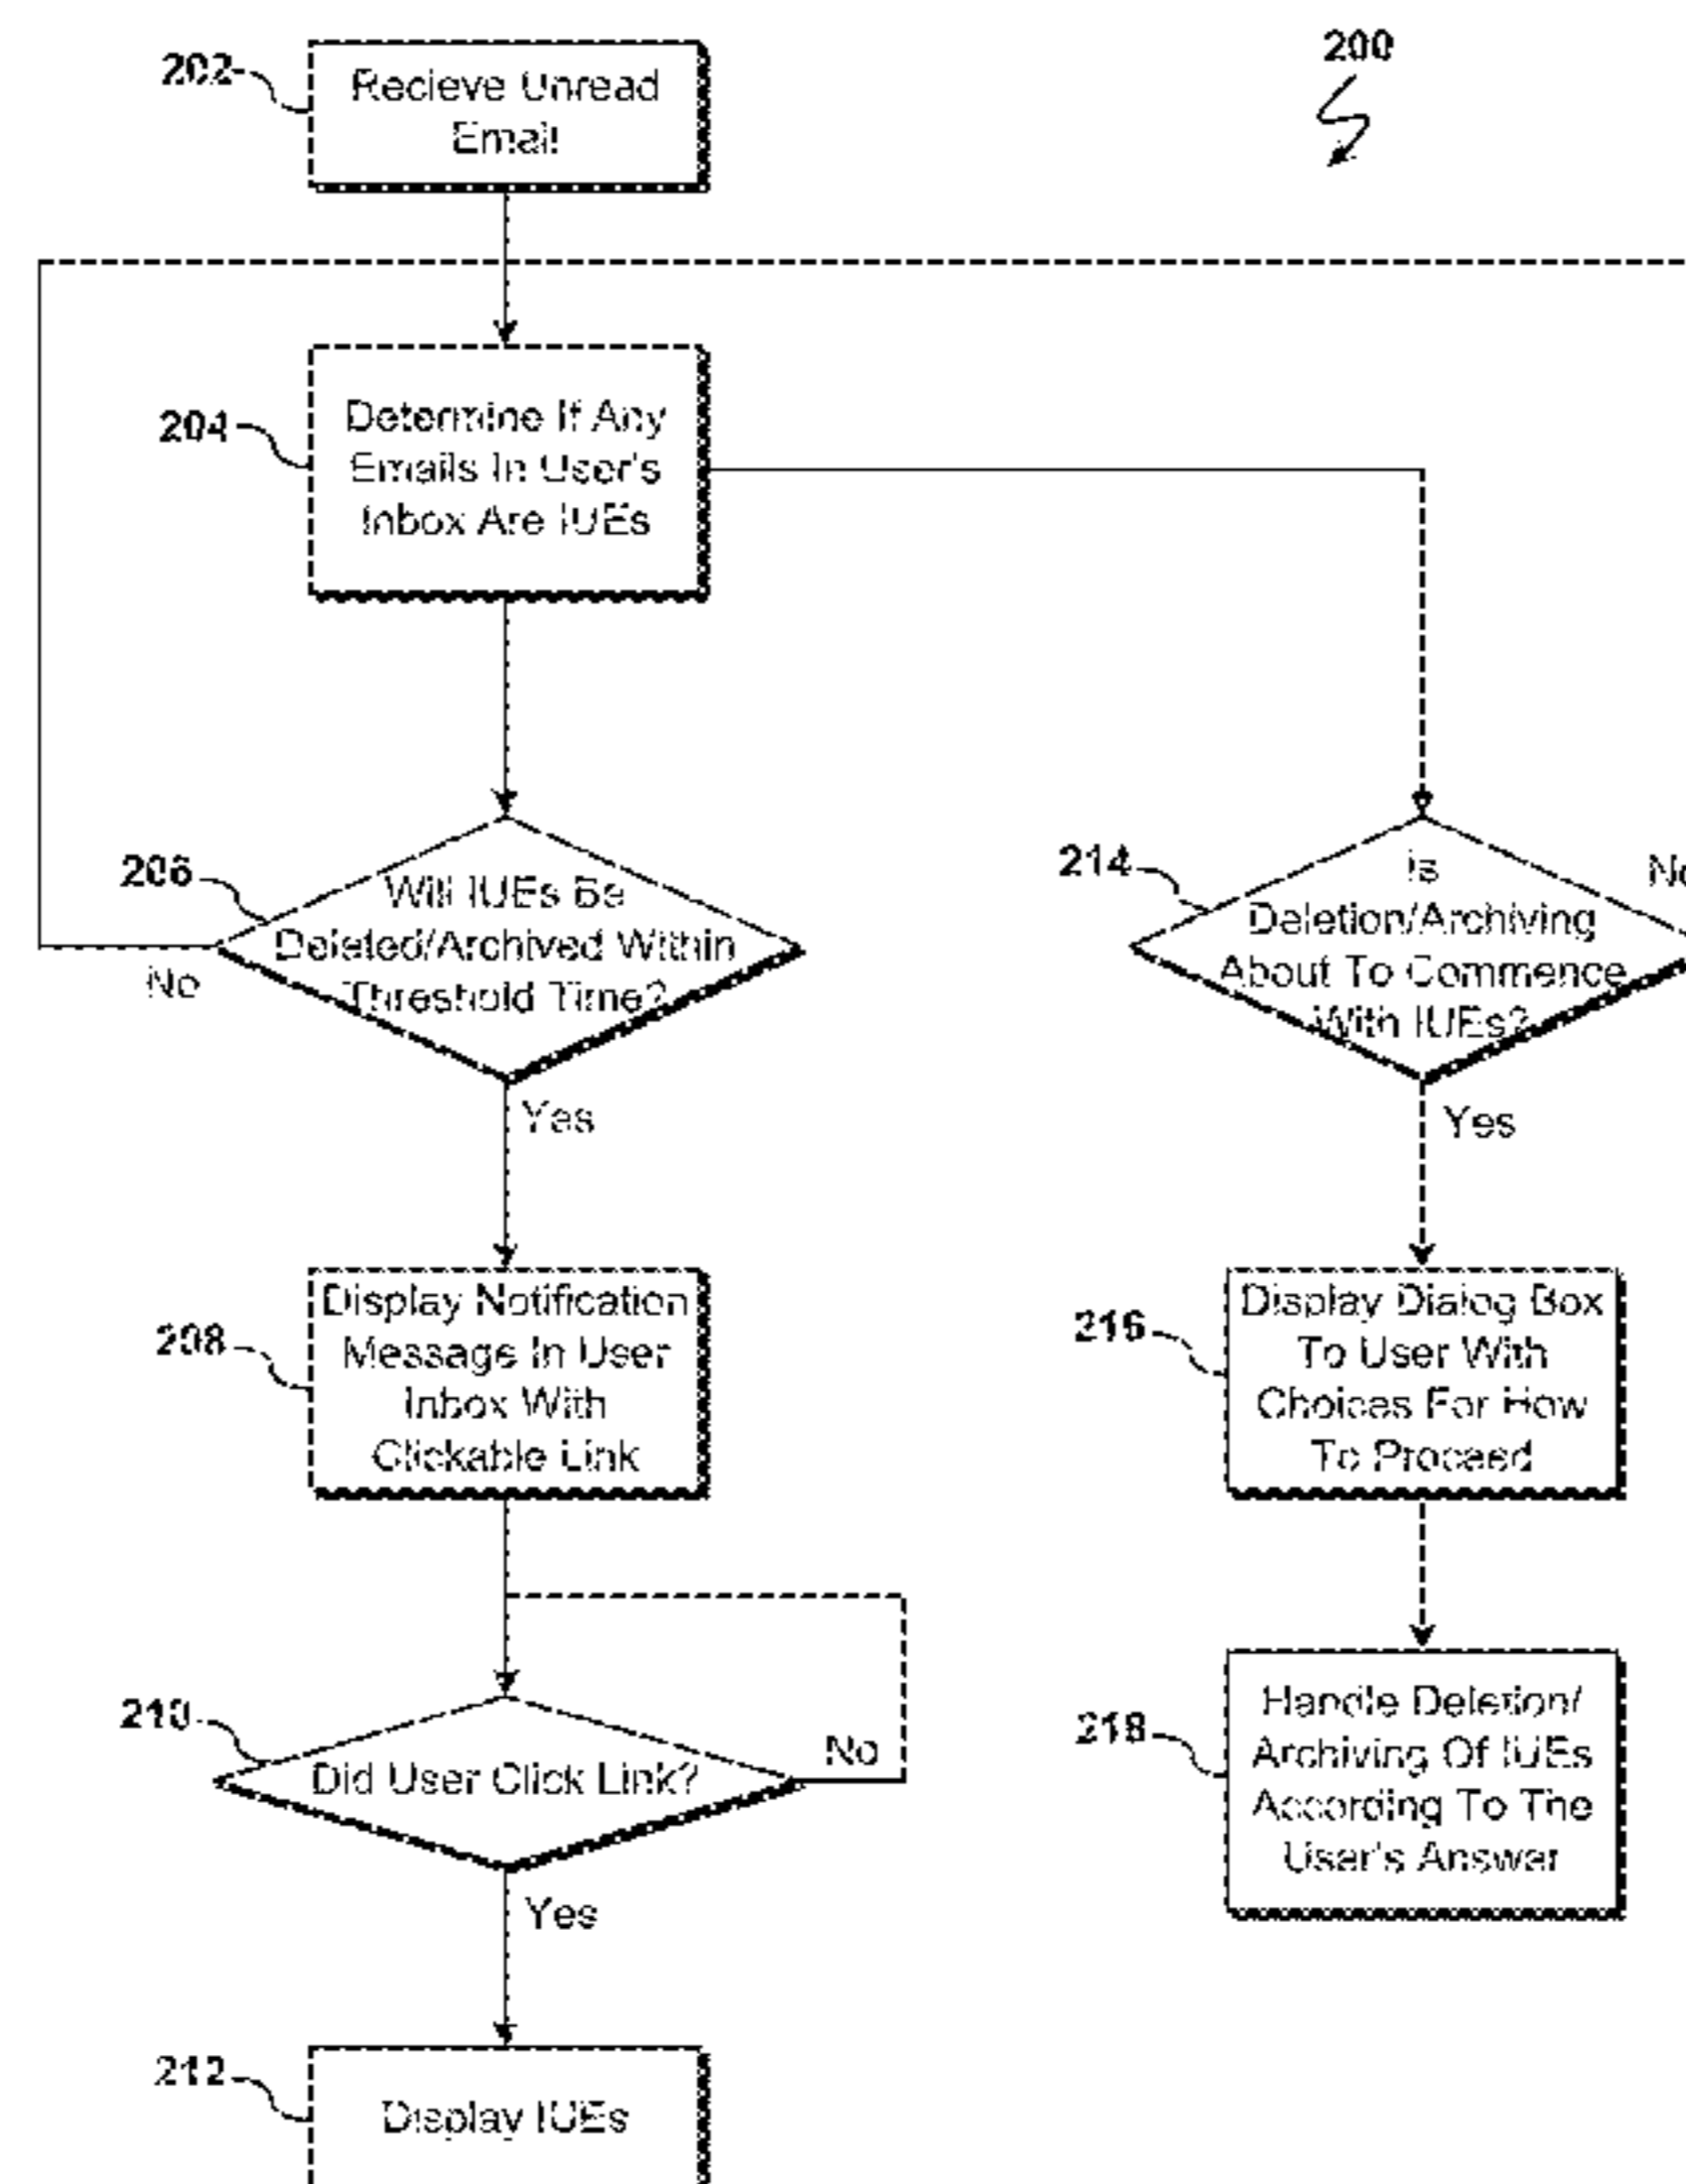 200
202
Recieve Unread
Email
204
Determine If Any
Emails In User's
Inbox Are IUEs
206
Will IUEs Be
Deleted/Archived Within
Threshold Time?
No
Yes
208
Display Notification
Message In User
Inbox With
Clickable Link
210
Did User Click Link?
No
Yes
212
Display IUEs
214
Is
Deletion/Archiving
About To Commence
With IUEs?
Yes
216
Display Dialog Box
To User With
Choices For How
To Proceed
218
Handle Deletion/
Archiving Of IUEs
According To The
User's Answer